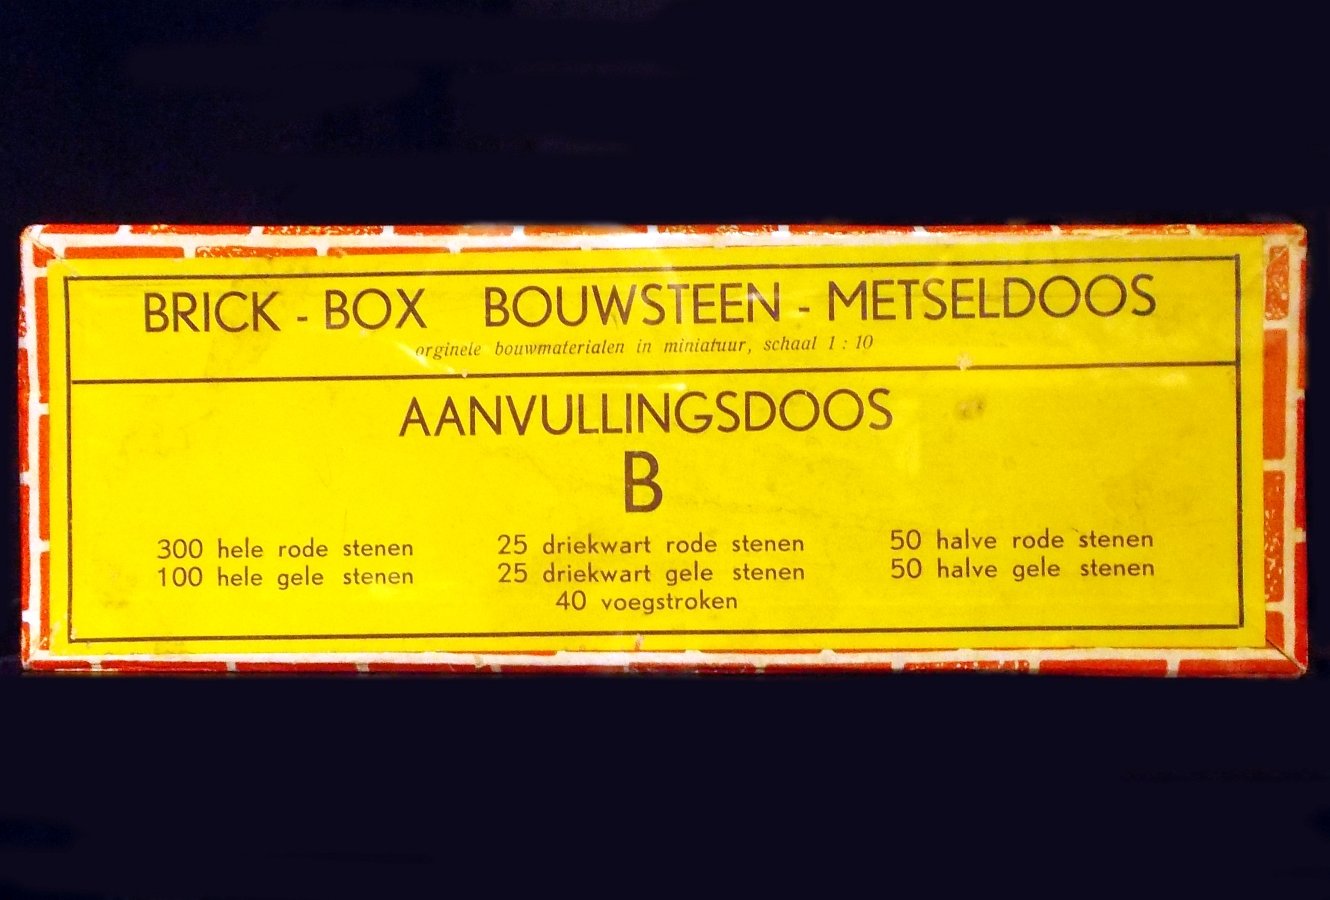 BRICK - BOX BOUWSTEEN - METSELDOOS
orginele bouwmaterialen in miniatuur, schaal 1 : 10
AANVULLINGSDOOS
B
300 hele rode stenen 25 driekwart rode stenen 50 halve rode stenen
100 hele gele stenen 25 driekwart gele stenen 50 halve gele stenen
40 voegstroken